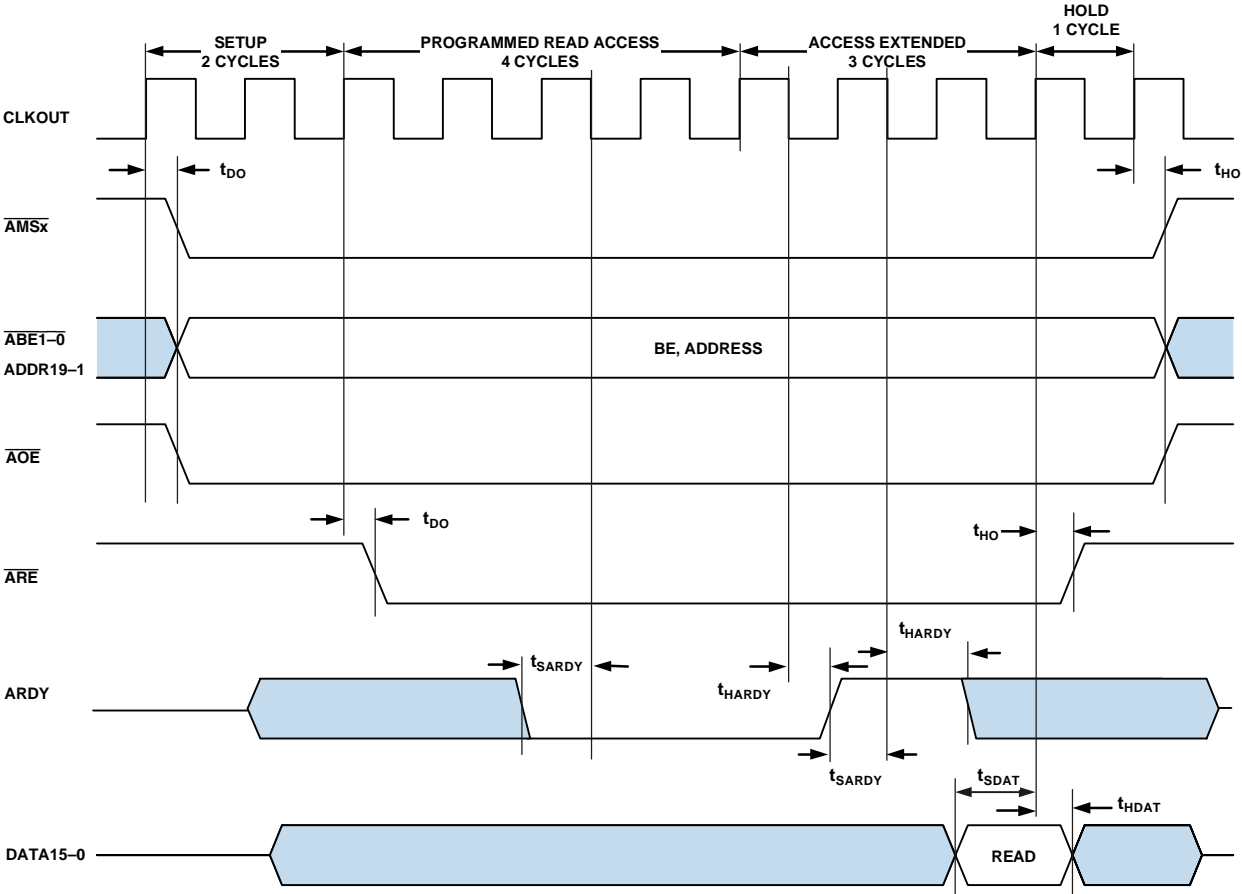 HOLD
1 CYCLE
SETUP
2 CYCLES
PROGRAMMED READ ACCESS
4 CYCLES
ACCESS EXTENDED
3 CYCLES
CLKOUT
tDO
tHO
AMSx
ABE1–0
ADDR19–1
BE, ADDRESS
AOE
tDO
tHO
ARE
tHARDY
tSARDY
ARDY
tHARDY
tSARDY
tSDAT
tHDAT
DATA15–0
READ